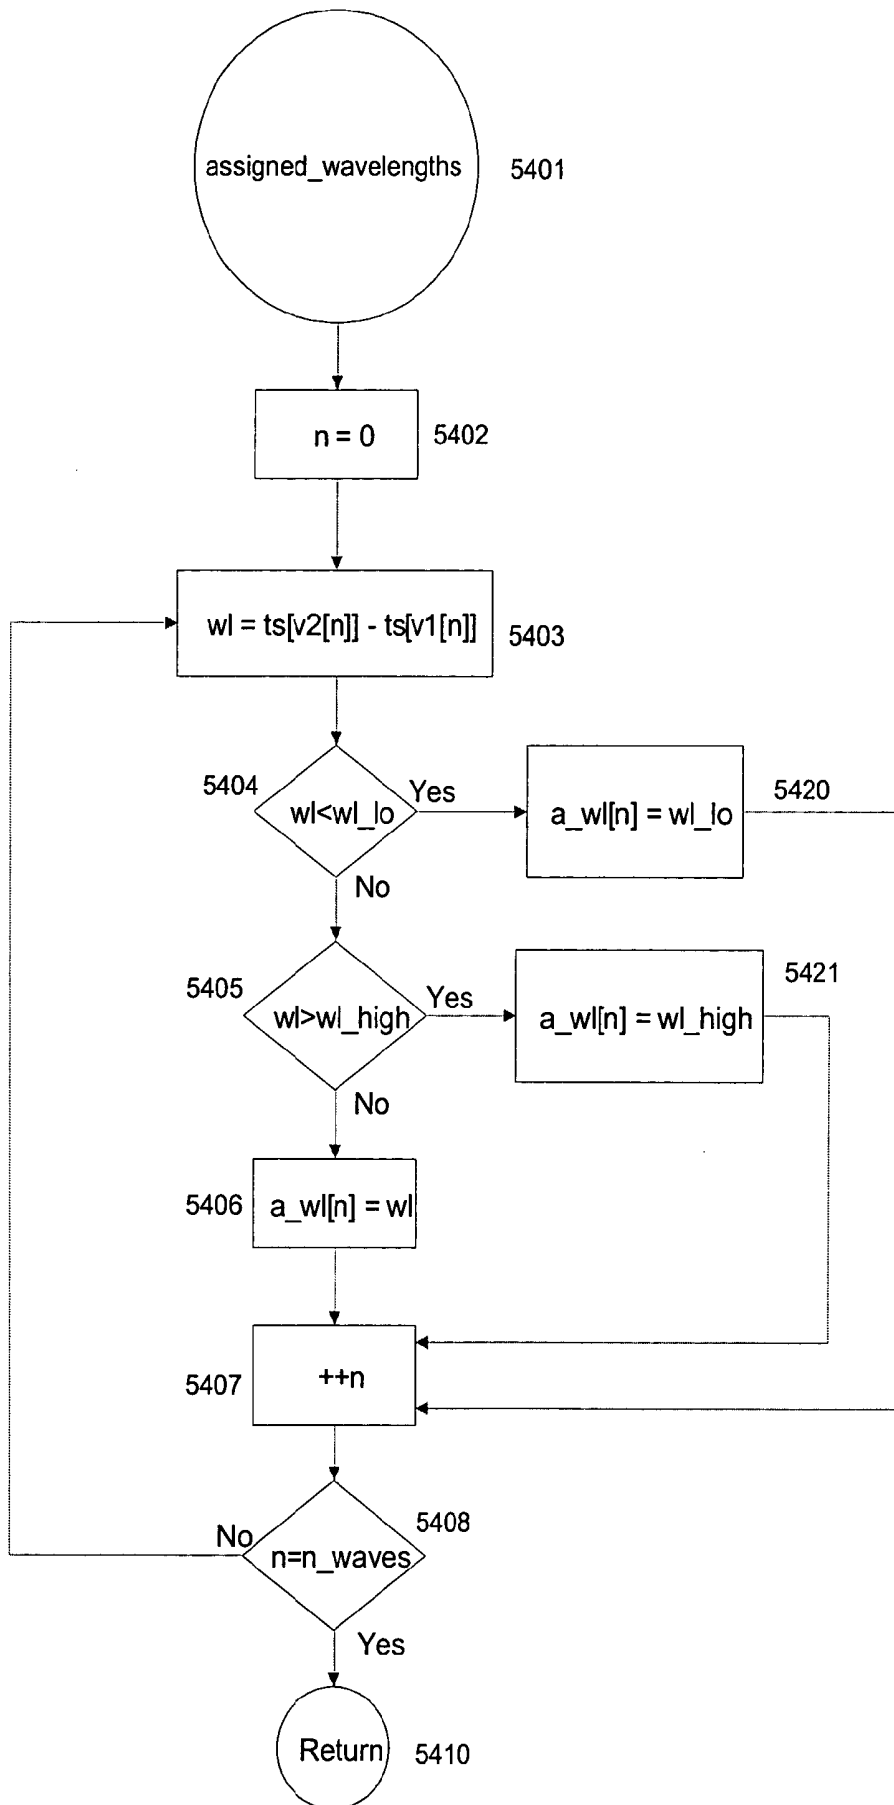 assigned_wavelengths 5401
n = 0 5402
wl = ts[v2[n]] - ts[v1[n]] 5403
5404 wl<wl_lo Yes a_wl[n] = wl_lo 5420
No
5405 wl>wl_high Yes a_wl[n] = wl_high 5421
No
5406 a_wl[n] = wl
5407 ++n
No n=n_waves 5408
Yes
Return 5410